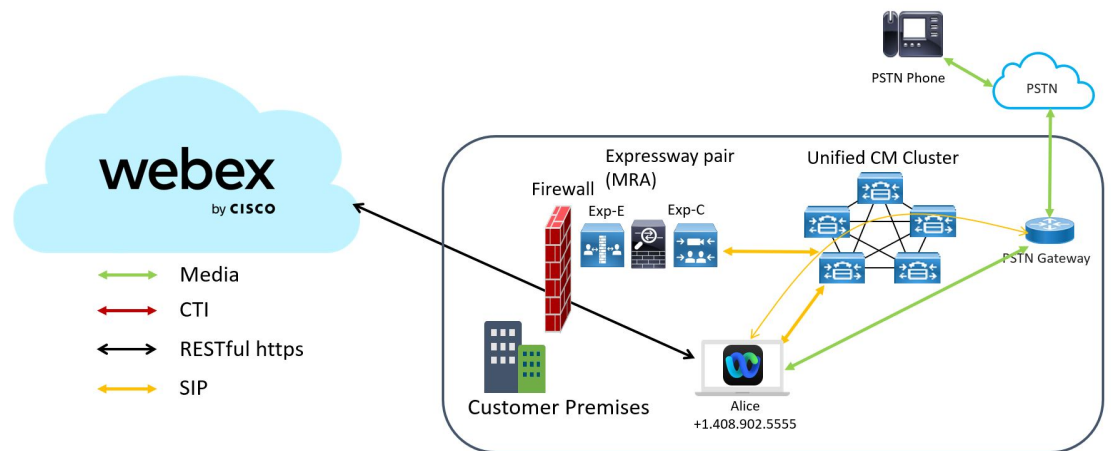 PSTN Phone
PSTN
webex
by CISCO
Expressway pair
(MRA)
Unified CM Cluster
Firewall
Exp-E
Exp-C
PSTN Gateway
Media
CTI
RESTful https
SIP
Customer Premises
Alice
+1.408.902.5555